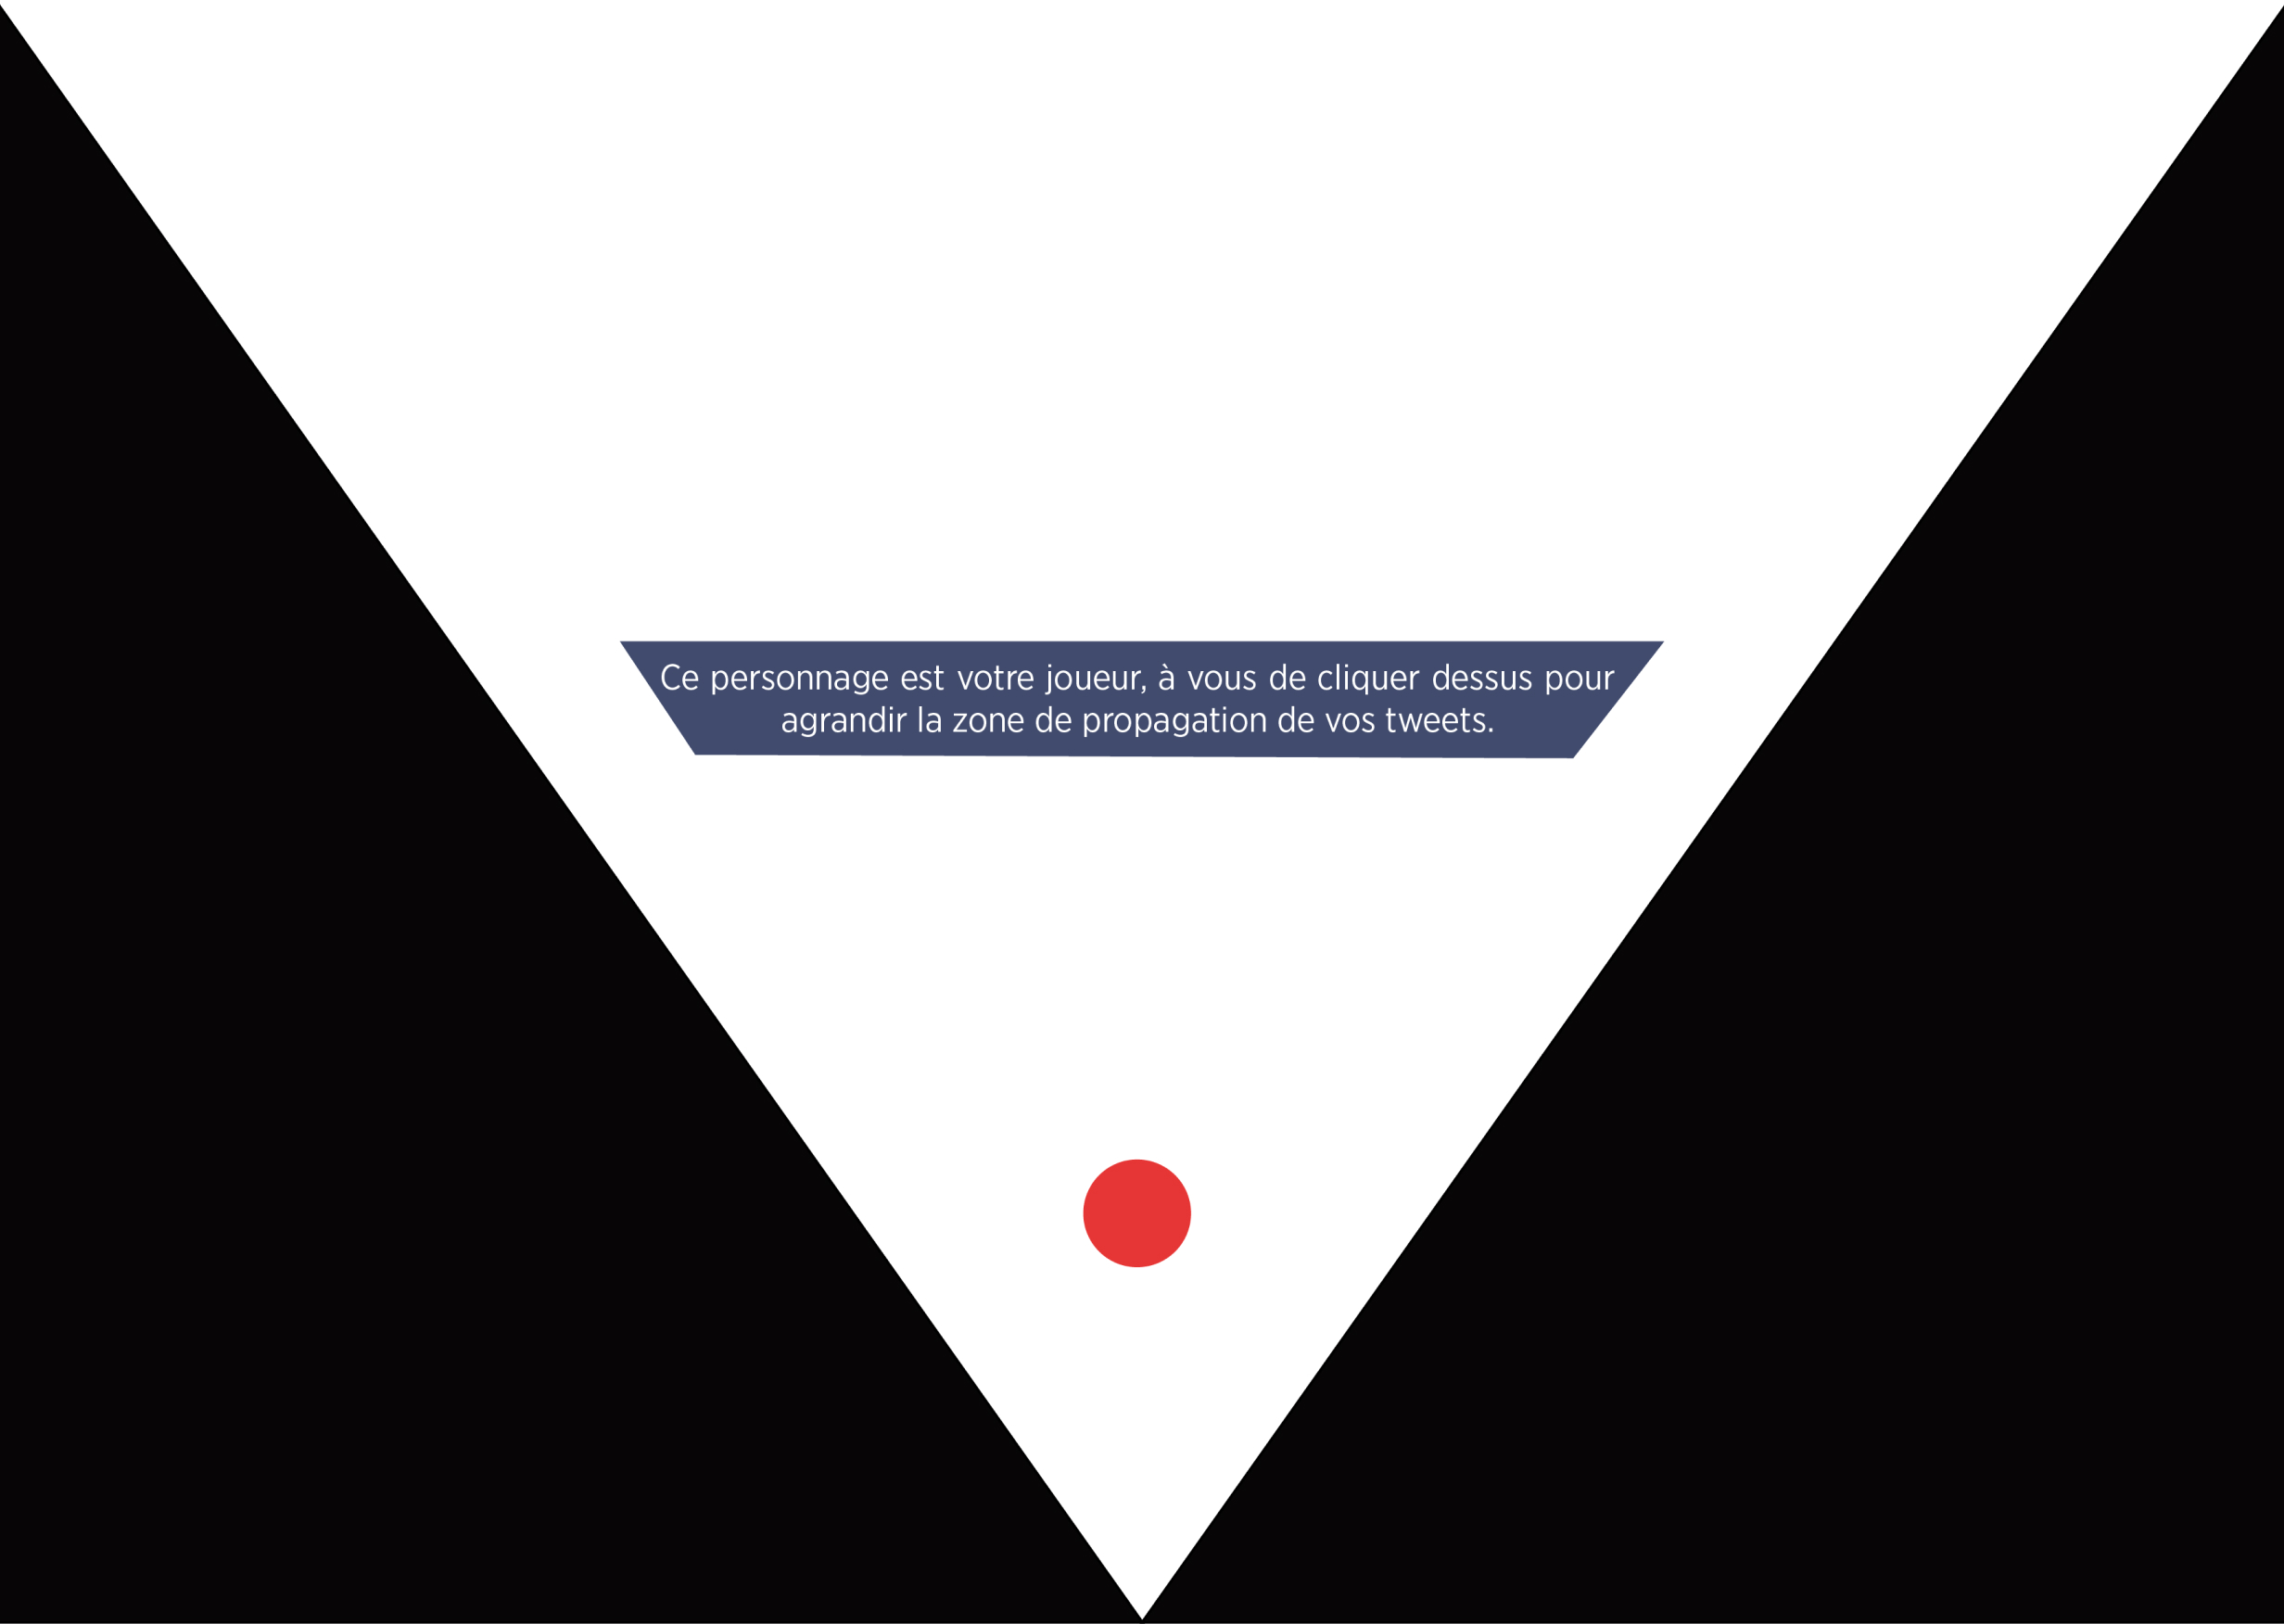 Ce personnage est votre joueur, à vous de cliquer dessus pour
agrandir la zone de propagation de vos tweets.